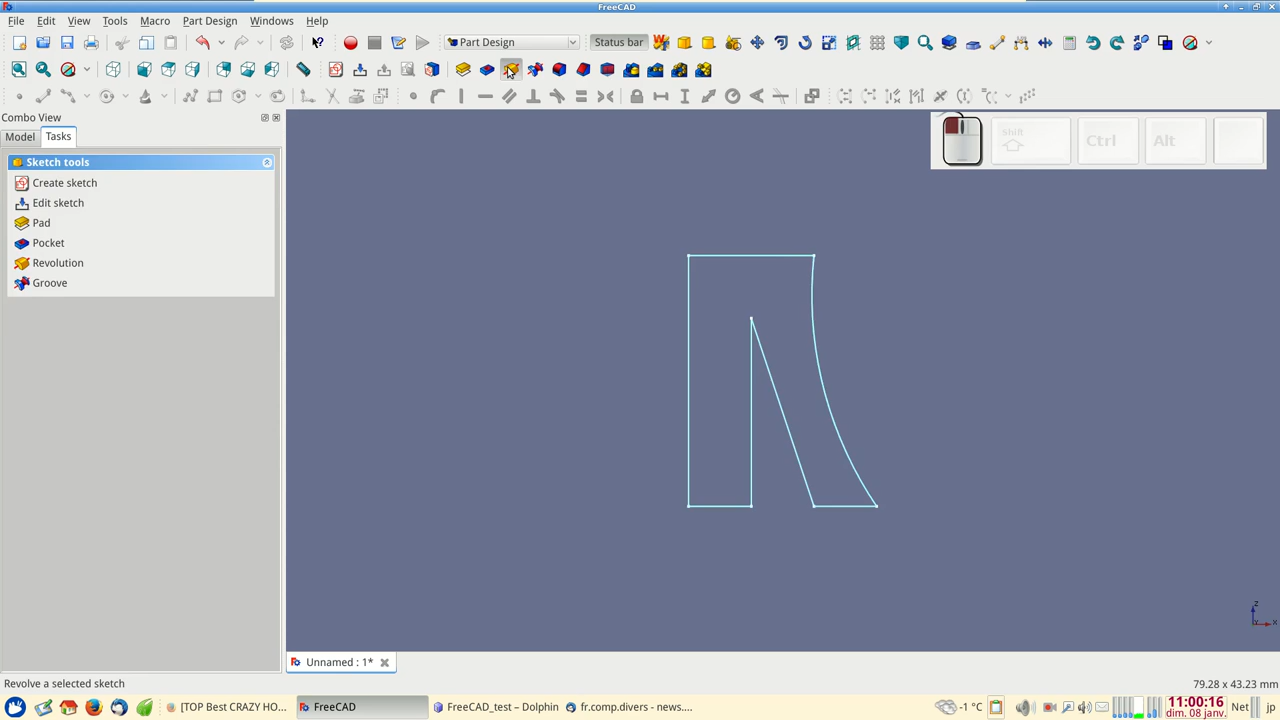 FreeCAD
File Edit View Tools Macro Part Design Windows Help
Part Design Status bar
Combo View
Model Tasks
Sketch tools
Create sketch
Edit sketch
Pad
Pocket
Revolution
Groove
Shift Ctrl Alt
z
x
Unnamed : 1*
Revolve a selected sketch 79.28 x 43.23 mm
[TOP Best CRAZY HO... FreeCAD FreeCAD_test – Dolphin fr.comp.divers - news.... -1 °C 11:00:16 Net jp
dim. 08 janv.